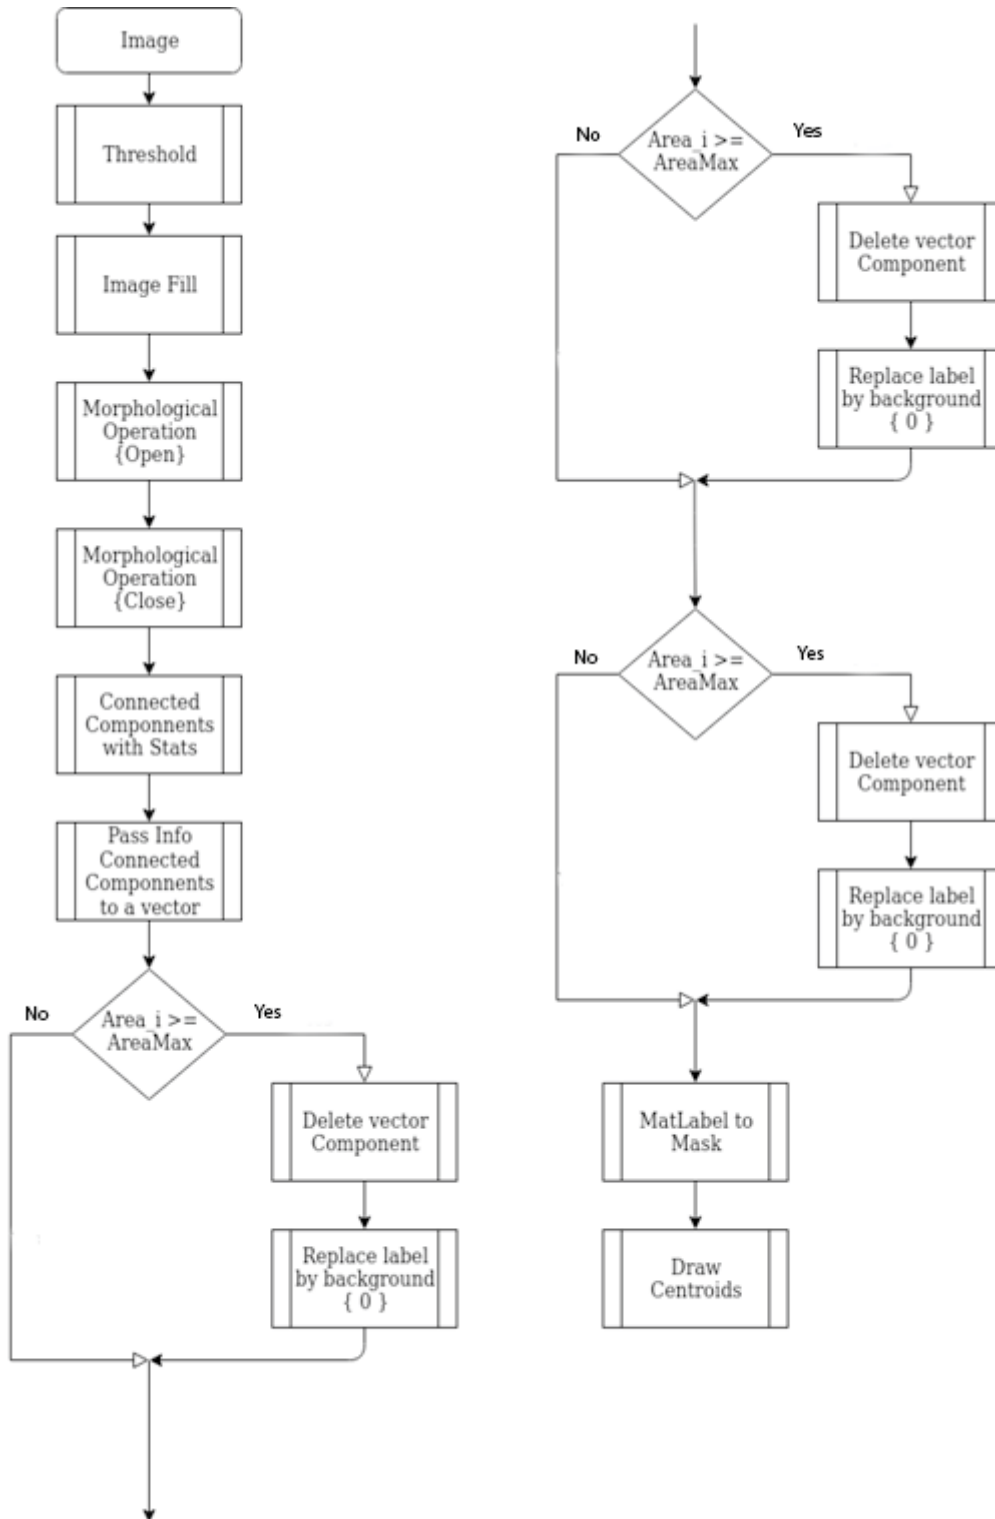 Image
Threshold
Image Fill
Morphological
Operation
{Open}
Morphological
Operation
{Close}
Connected
Componnents
with Stats
Pass Info
Connected
Componnents
to a vector
No
Yes
Area_i >=
AreaMax
Delete vector
Component
Replace label
by background
{ 0 }
No
Yes
Area_i >=
AreaMax
Delete vector
Component
Replace label
by background
{ 0 }
No
Yes
Area_i >=
AreaMax
Delete vector
Component
Replace label
by background
{ 0 }
MatLabel to
Mask
Draw
Centroids